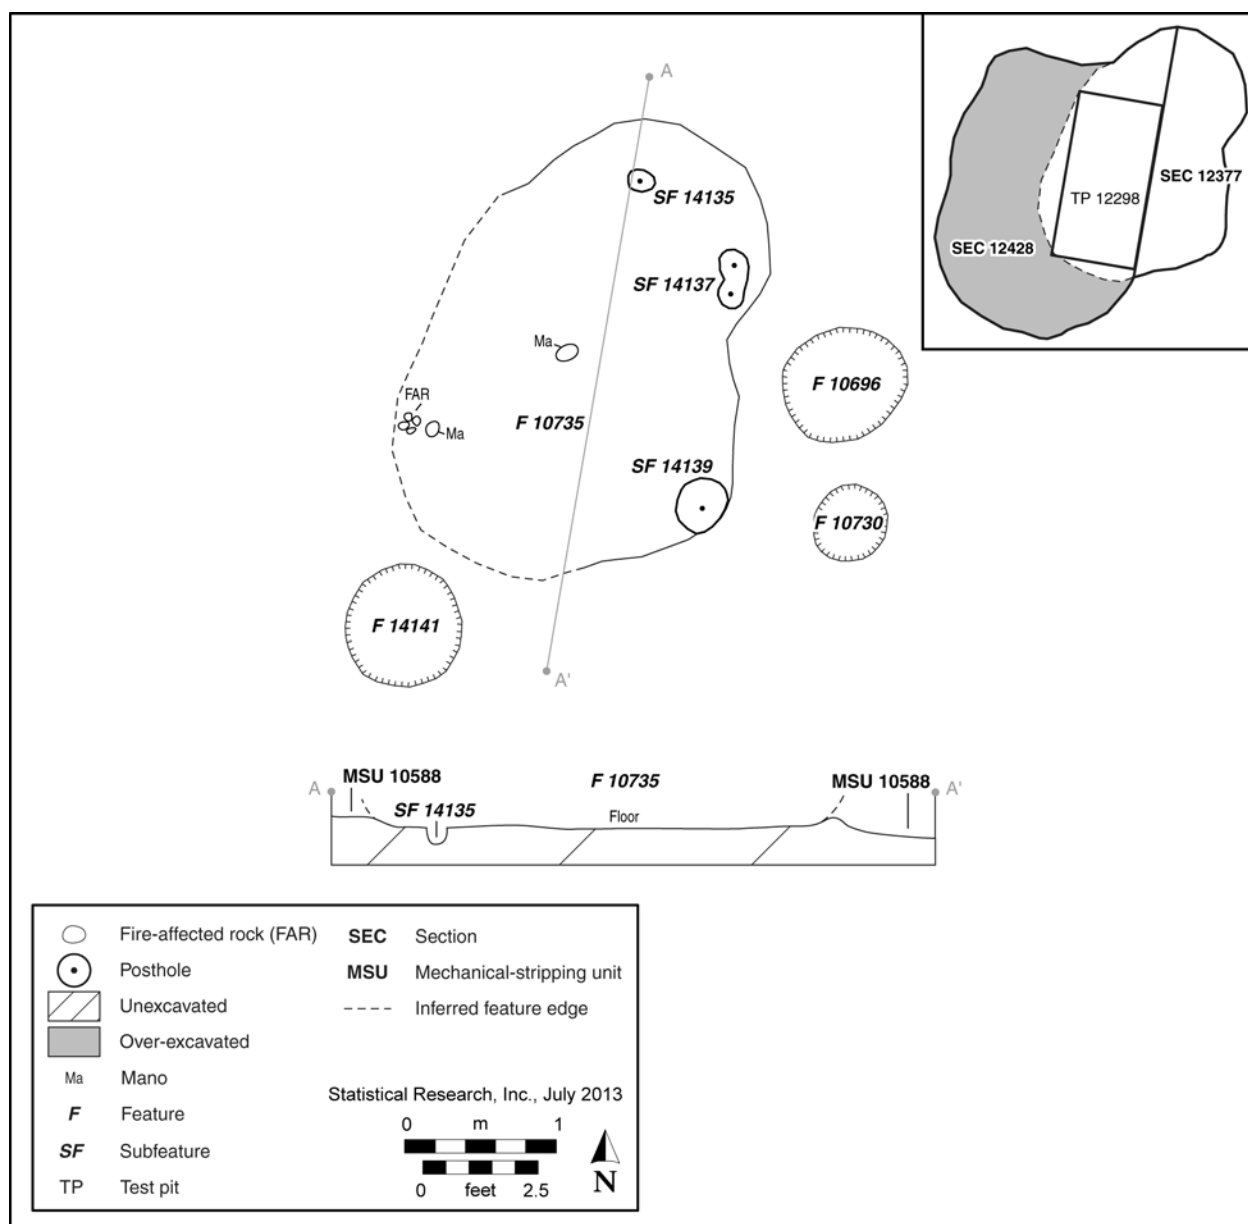 A
SEC 12377
TP 12298
SF 14135
SEC 12428
SF 14137
Ma
F 10696
FAR
F 10735
Ma
SF 14139
F 10730
F 14141
A'
A
MSU 10588
F 10735
MSU 10588
A'
SF 14135
Floor
Fire-affected rock (FAR)
Posthole
Unexcavated
Over-excavated
Ma Mano
F Feature
SF Subfeature
TP Test pit
SEC Section
MSU Mechanical-stripping unit
Inferred feature edge
Statistical Research, Inc., July 2013
0 m 1
0 feet 2.5
N